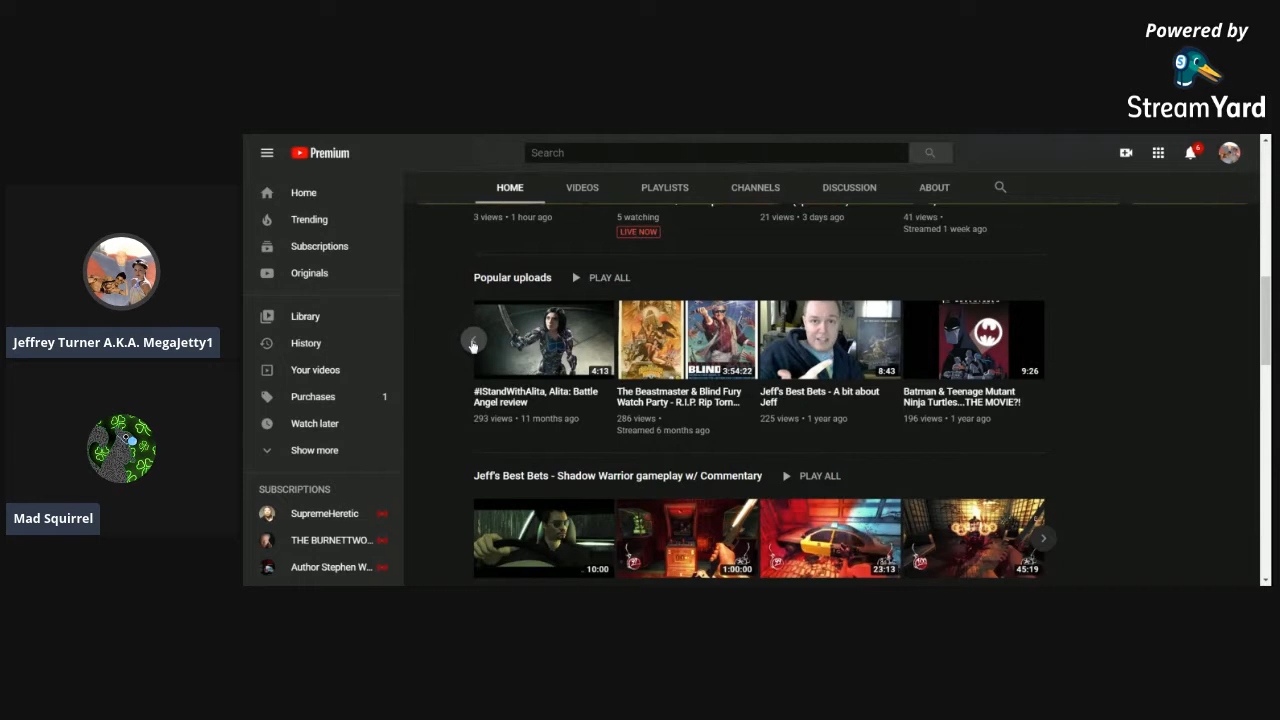 Powered by
StreamYard
Premium
Search
6
HOME
VIDEOS
PLAYLISTS
CHANNELS
DISCUSSION
ABOUT
Home
Trending
Subscriptions
Originals
Library
History
Your videos
Purchases 1
Watch later
Show more
SUBSCRIPTIONS
SupremeHeretic
THE BURNETTWO...
Author Stephen W...
3 views • 1 hour ago
5 watching
LIVE NOW
21 views • 3 days ago
41 views •
Streamed 1 week ago
Popular uploads
PLAY ALL
4:13
#IStandWithAlita, Alita: Battle
Angel review
293 views • 11 months ago
BLIND
3:54:22
The Beastmaster & Blind Fury
Watch Party - R.I.P. Rip Torn...
286 views •
Streamed 6 months ago
8:43
Jeff's Best Bets - A bit about
Jeff
225 views • 1 year ago
9:26
Batman & Teenage Mutant
Ninja Turtles...THE MOVIE?!
196 views • 1 year ago
Jeff's Best Bets - Shadow Warrior gameplay w/ Commentary
PLAY ALL
10:00
1:00:00
23:13
45:19
Jeffrey Turner A.K.A. MegaJetty1
Mad Squirrel